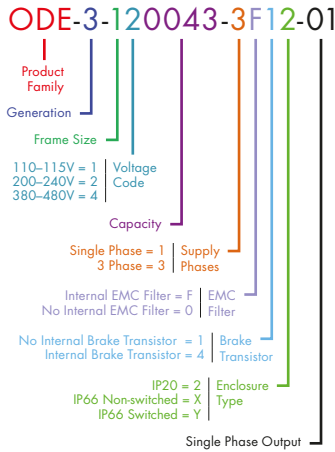 ODE-3-120043-3F12-01
Product
Family
Generation
Frame Size
110–115V = 1 Voltage
200–240V = 2 Code
380–480V = 4
Capacity
Single Phase = 1 Supply
3 Phase = 3 Phases
Internal EMC Filter = F EMC
No Internal EMC Filter = 0 Filter
No Internal Brake Transistor = 1 Brake
Internal Brake Transistor = 4 Transistor
IP20 = 2 Enclosure
IP66 Non-switched = X Type
IP66 Switched = Y
Single Phase Output